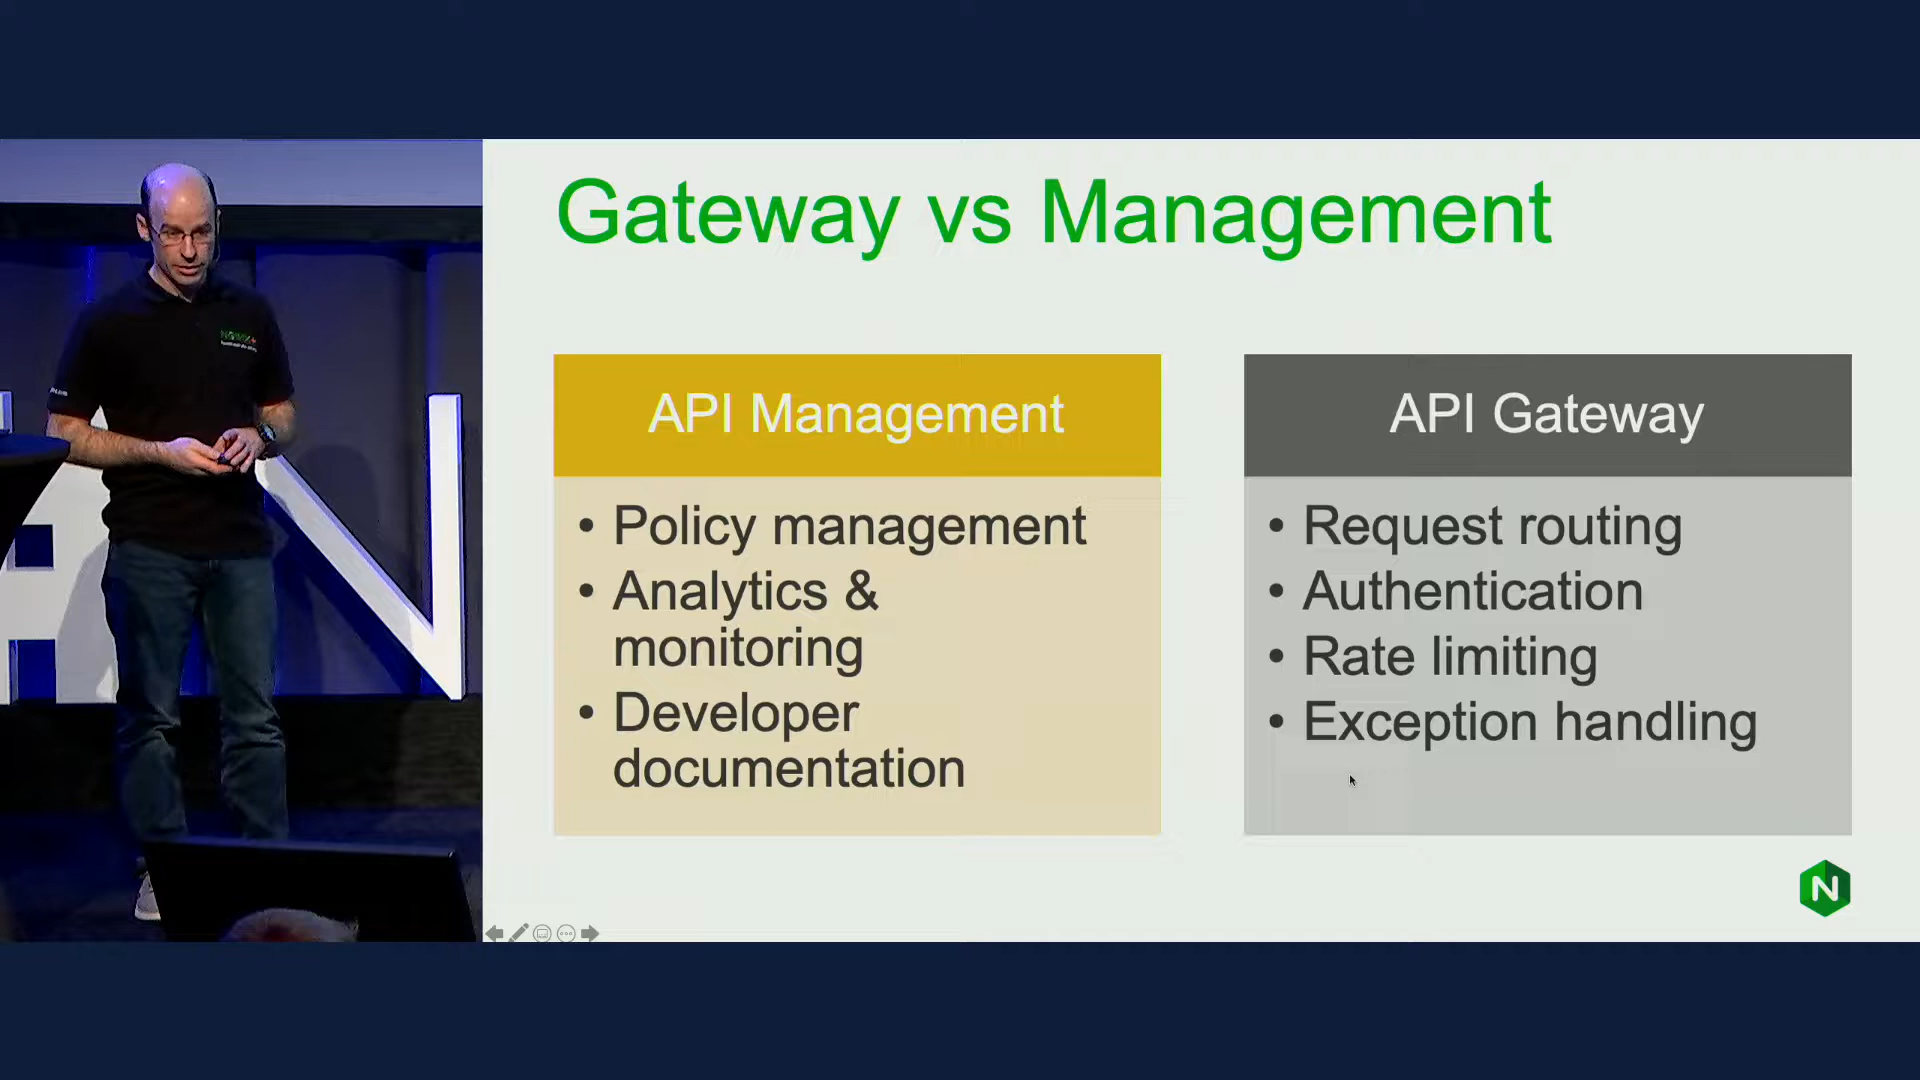 Gateway vs Management
API Management
• Policy management
• Analytics &
monitoring
• Developer
documentation
API Gateway
• Request routing
• Authentication
• Rate limiting
• Exception handling
N